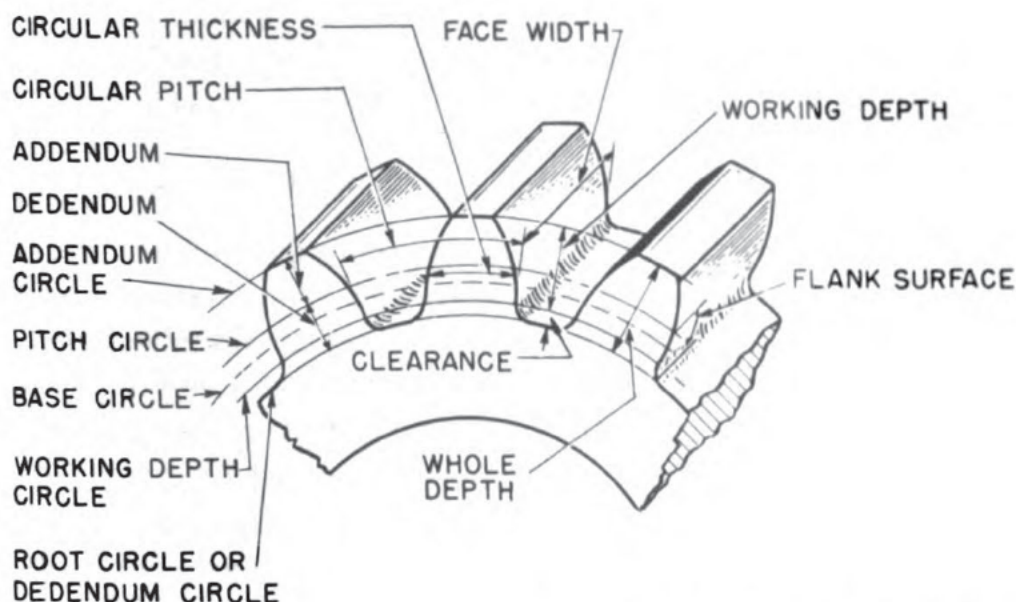 CIRCULAR THICKNESS
FACE WIDTH
CIRCULAR PITCH
WORKING DEPTH
ADDENDUM
DEDENDUM
ADDENDUM
CIRCLE
FLANK SURFACE
PITCH CIRCLE
CLEARANCE
BASE CIRCLE
WORKING DEPTH
CIRCLE
WHOLE
DEPTH
ROOT CIRCLE OR
DEDENDUM CIRCLE